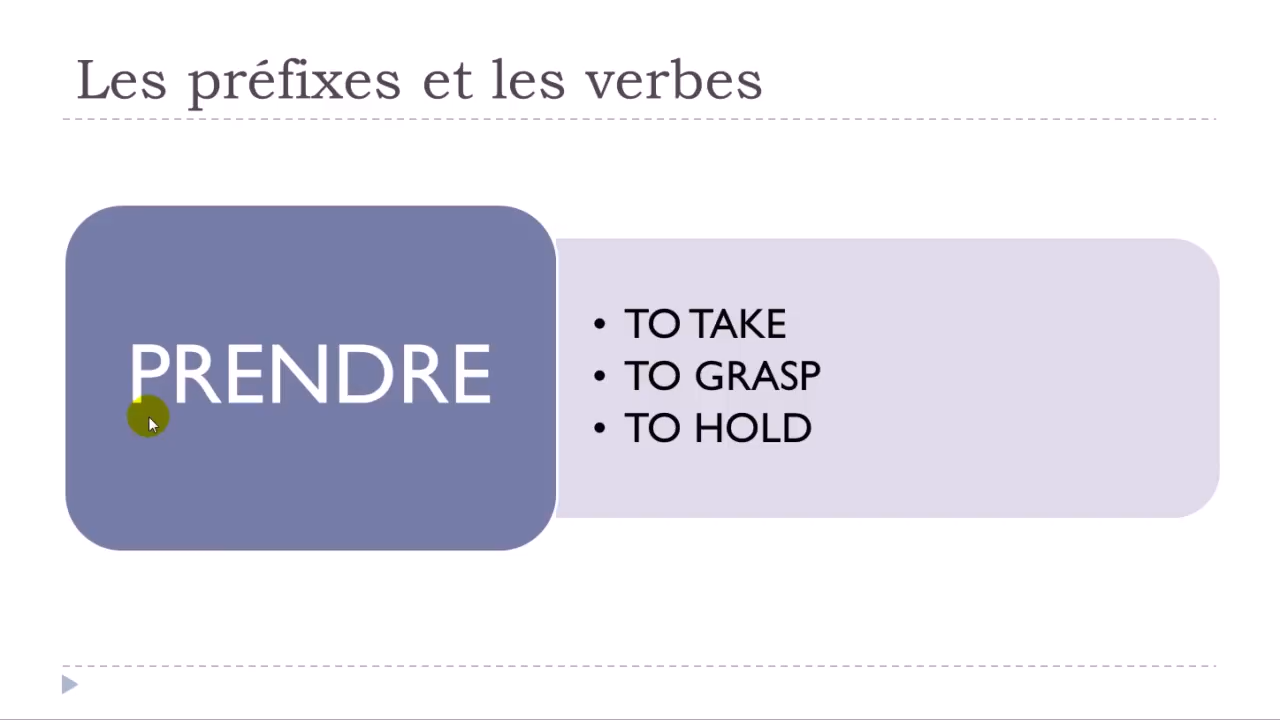 Les préfixes et les verbes
PRENDRE
• TO TAKE
• TO GRASP
• TO HOLD